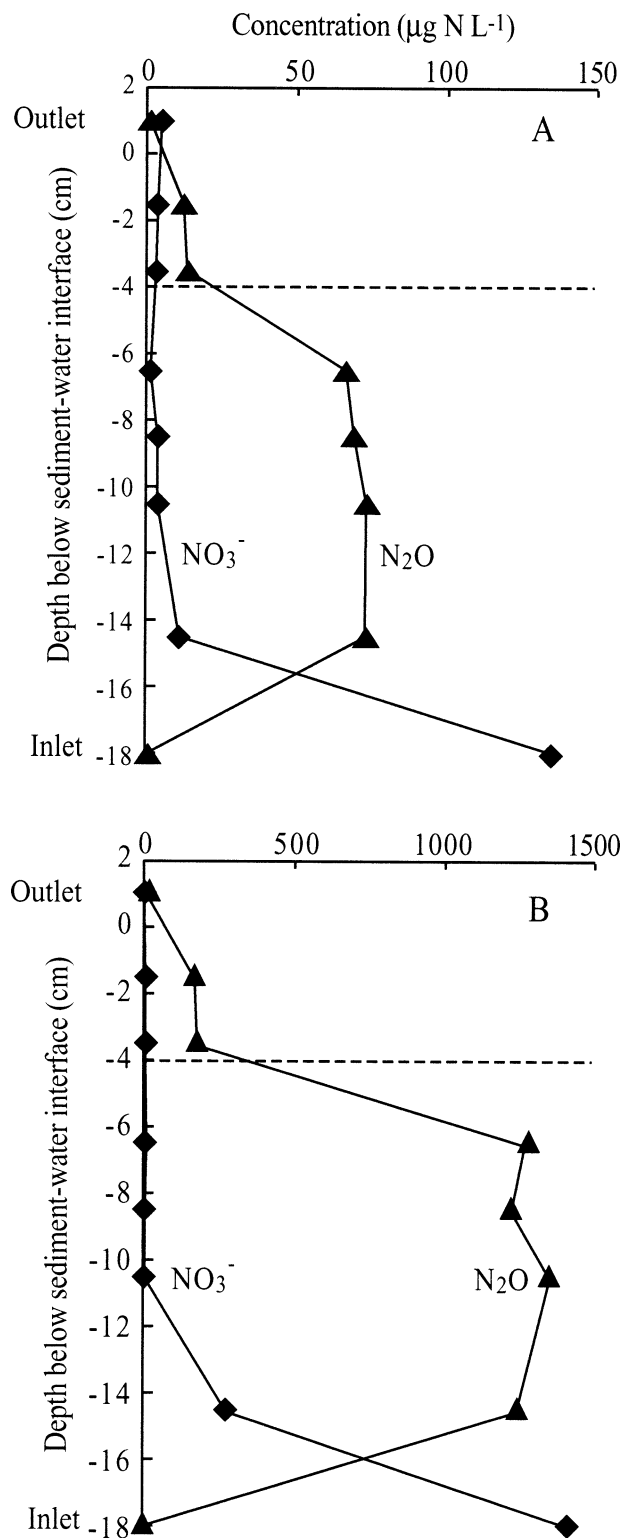 Concentration (µg N L⁻¹)
0 50 100 150
2
Outlet
A
0
-2
-4
-6
-8
-10
-12
-14
-16
-18
Depth below sediment-water interface (cm)
NO₃⁻ N₂O
Inlet
0 500 1000 1500
2
Outlet
B
0
-2
-4
-6
-8
-10
-12
-14
-16
-18
Depth below sediment-water interface (cm)
NO₃⁻ N₂O
Inlet